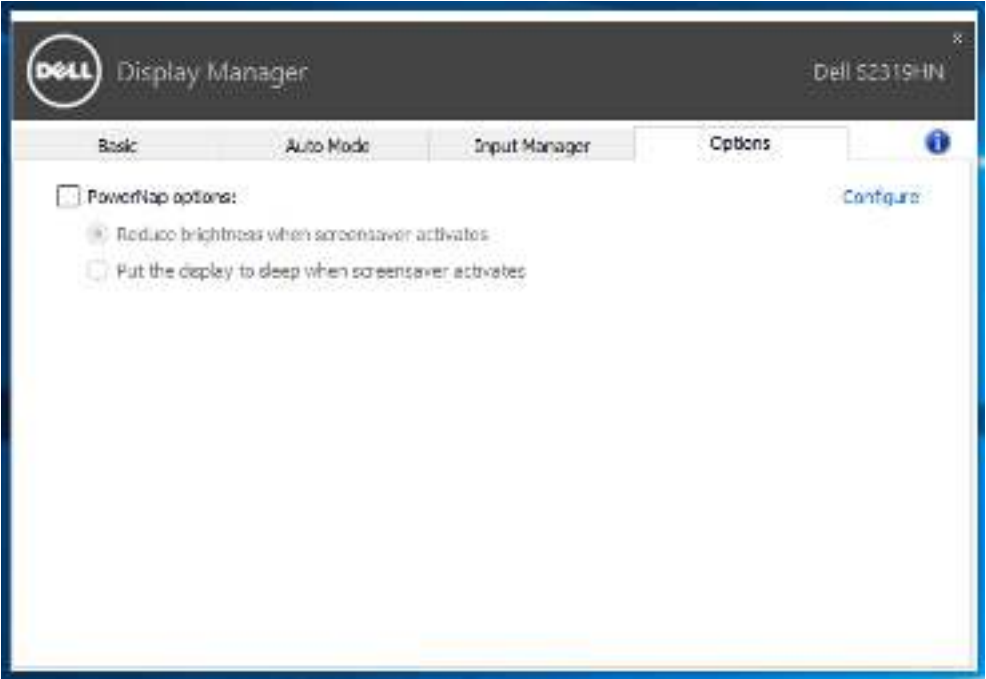 DELL Display Manager
x
Dell S2319HN
Basic Auto Mode Input Manager Options i
PowerNap options: Configure
Reduce brightness when screensaver activates
Put the display to sleep when screensaver activates